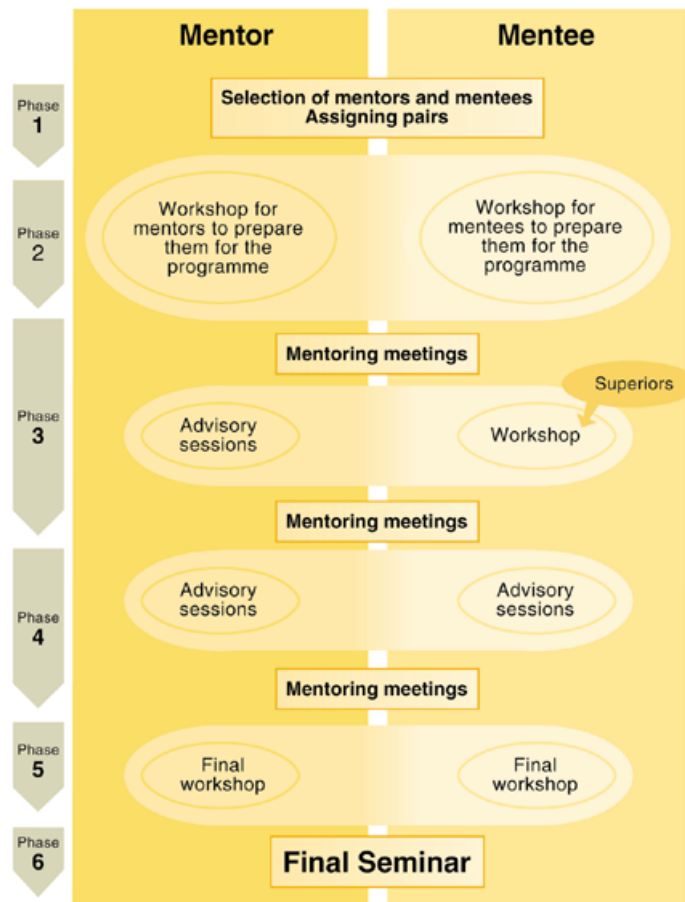 Mentor
Mentee
Phase
1
Selection of mentors and mentees
Assigning pairs
Phase
2
Workshop for
mentors to prepare
them for the
programme
Workshop for
mentees to prepare
them for the
programme
Phase
3
Mentoring meetings
Superiors
Advisory
sessions
Workshop
Mentoring meetings
Phase
4
Advisory
sessions
Advisory
sessions
Mentoring meetings
Phase
5
Final
workshop
Final
workshop
Phase
6
Final Seminar